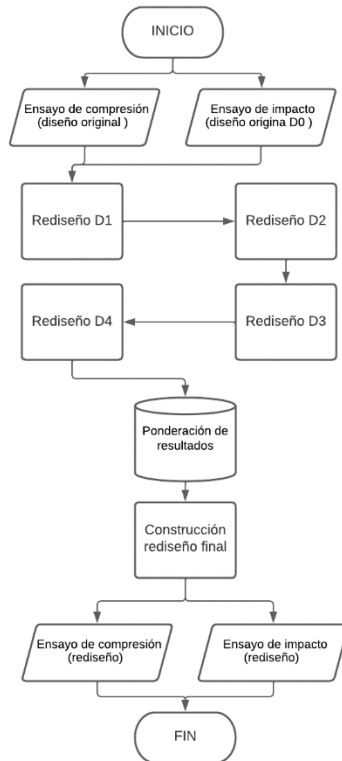 INICIO
Ensayo de compresión
(diseño original )
Ensayo de impacto
(diseño origina D0 )
Rediseño D1
Rediseño D2
Rediseño D4
Rediseño D3
Ponderación de
resultados
Construcción
rediseño final
Ensayo de compresión
(rediseño)
Ensayo de impacto
(rediseño)
FIN